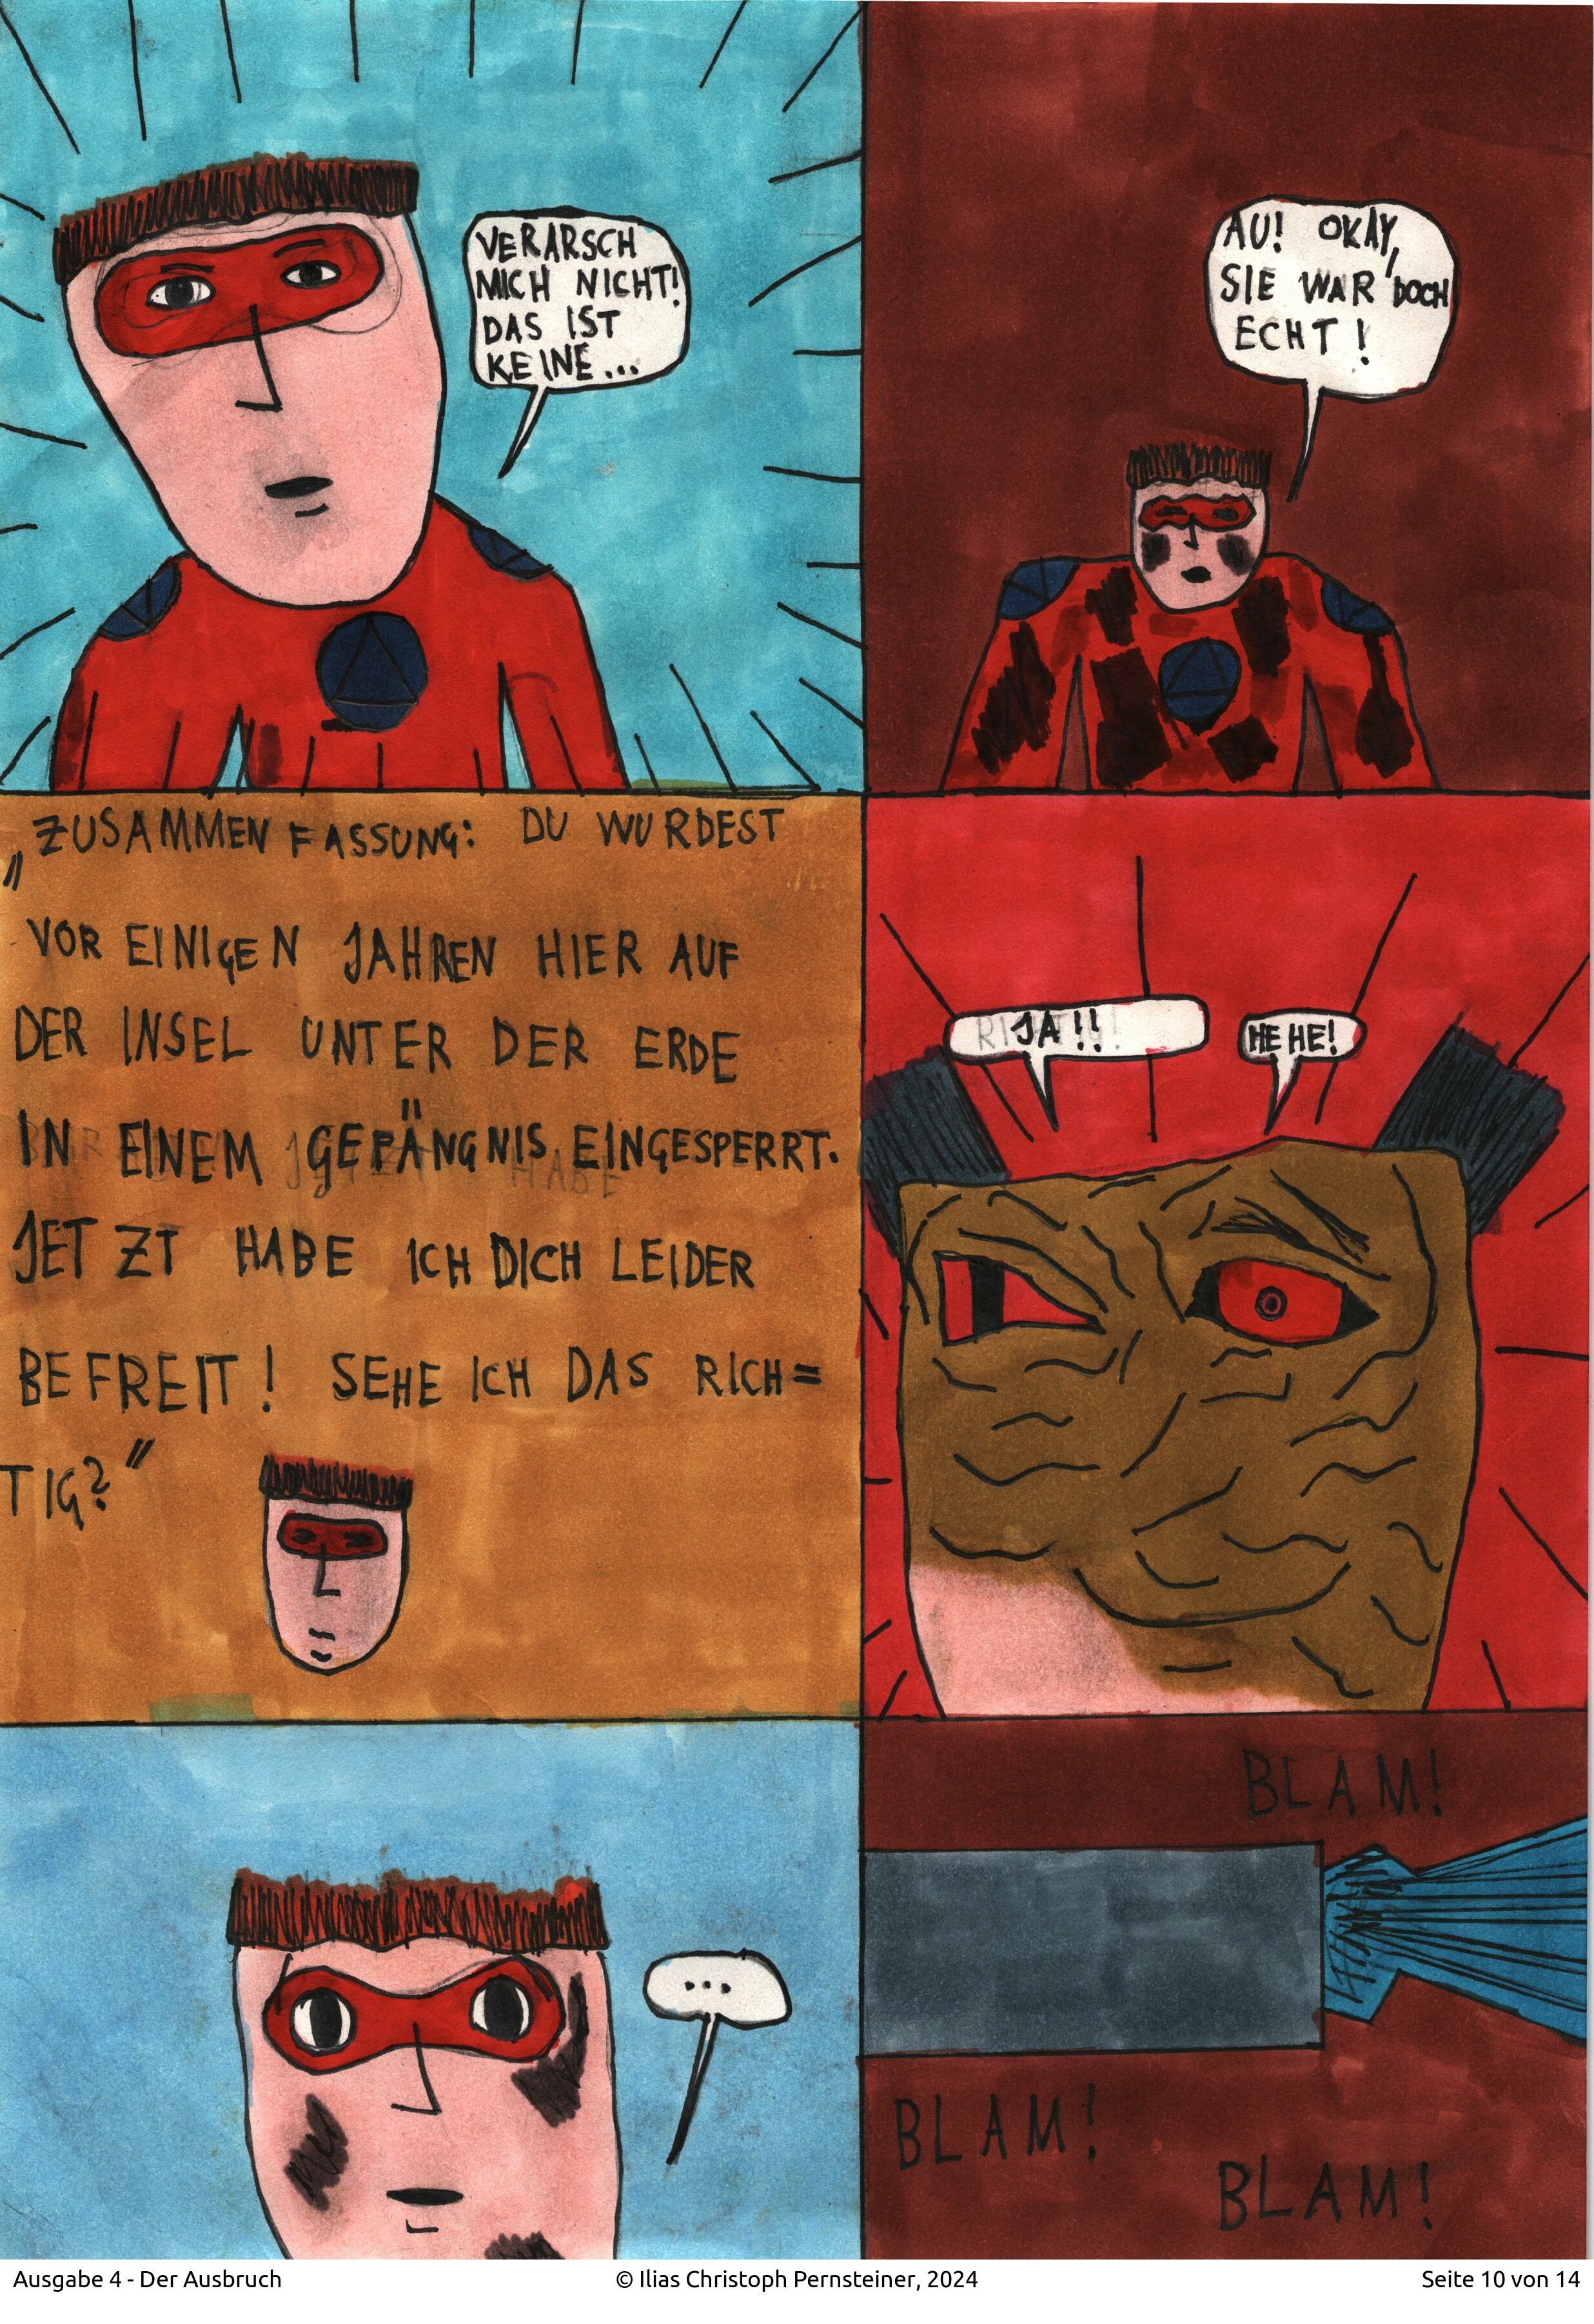 VERARSCH
MICH NICHT!
DAS IST
KEINE...
AU! OKAY,
SIE WAR DOCH
ECHT!
„ZUSAMMENFASSUNG: DU WURDEST
VOR EINIGEN JAHREN HIER AUF
DER INSEL UNTER DER ERDE
IN EINEM GEFÄNGNIS EINGESPERRT.
JETZT HABE ICH DICH LEIDER
BEFREIT! SEHE ICH DAS RICH=
TIG?"
JA!!
HEHE!
...
BLAM!
BLAM!
BLAM!
Ausgabe 4 - Der Ausbruch
© Ilias Christoph Pernsteiner, 2024
Seite 10 von 14